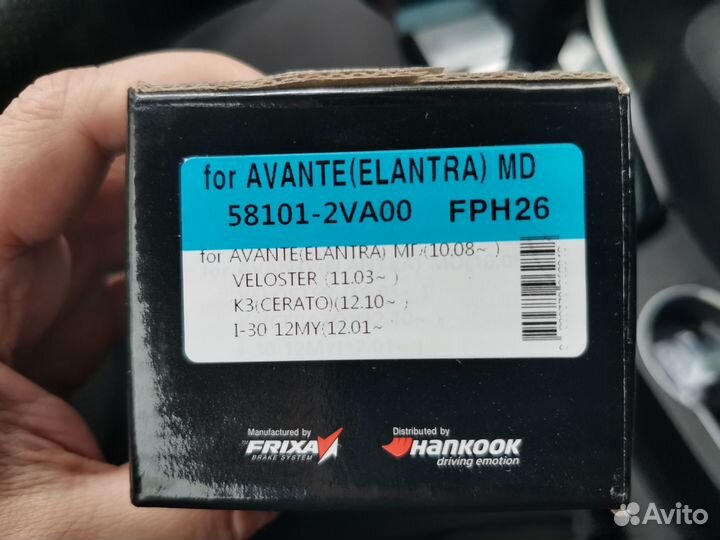 for AVANTE(ELANTRA) MD
58101-2VA00 FPH26
for AVANTE(ELANTRA) MD(10.08~ )
VELOSTER (11.03~ )
K3(CERATO)(12.10~ )
I-30 12MY(12.01~
Manufactured by
FRIXA
BRAKE SYSTEM
Distributed by
HANKOOK
driving emotion
Avito